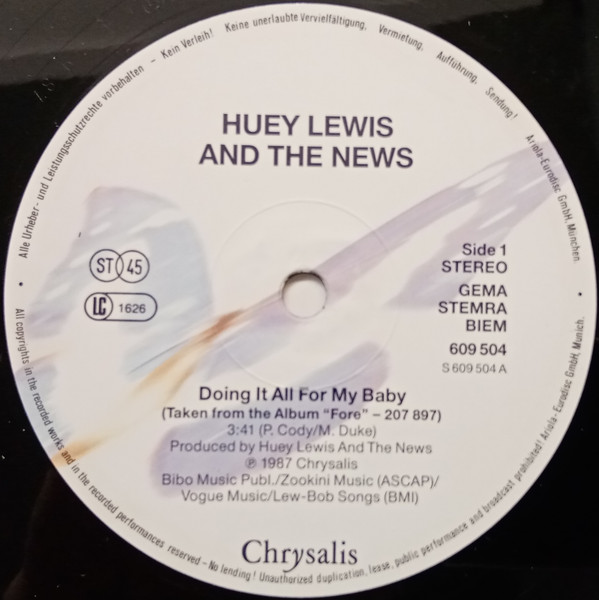 Alle Urheber- und Leistungsschutzrechte vorbehalten – Kein Verleih! Keine unerlaubte Vervielfältigung, Vermietung, Aufführung, Sendung! Ariola-Eurodisc GmbH, München.
HUEY LEWIS
AND THE NEWS
ST 45
LC 1626
Side 1
STEREO
GEMA
STEMRA
BIEM
609 504
S 609 504 A
Doing It All For My Baby
(Taken from the Album "Fore" – 207 897)
3:41 (P. Cody/M. Duke)
Produced by Huey Lewis And The News
℗ 1987 Chrysalis
Bibo Music Publ./Zookini Music (ASCAP)/
Vogue Music/Lew-Bob Songs (BMI)
Chrysalis
All copyrights in the recorded works and in the recorded performances reserved – No lending! Unauthorized duplication, lease, public performance and broadcast prohibited! Ariola-Eurodisc GmbH, Munich.